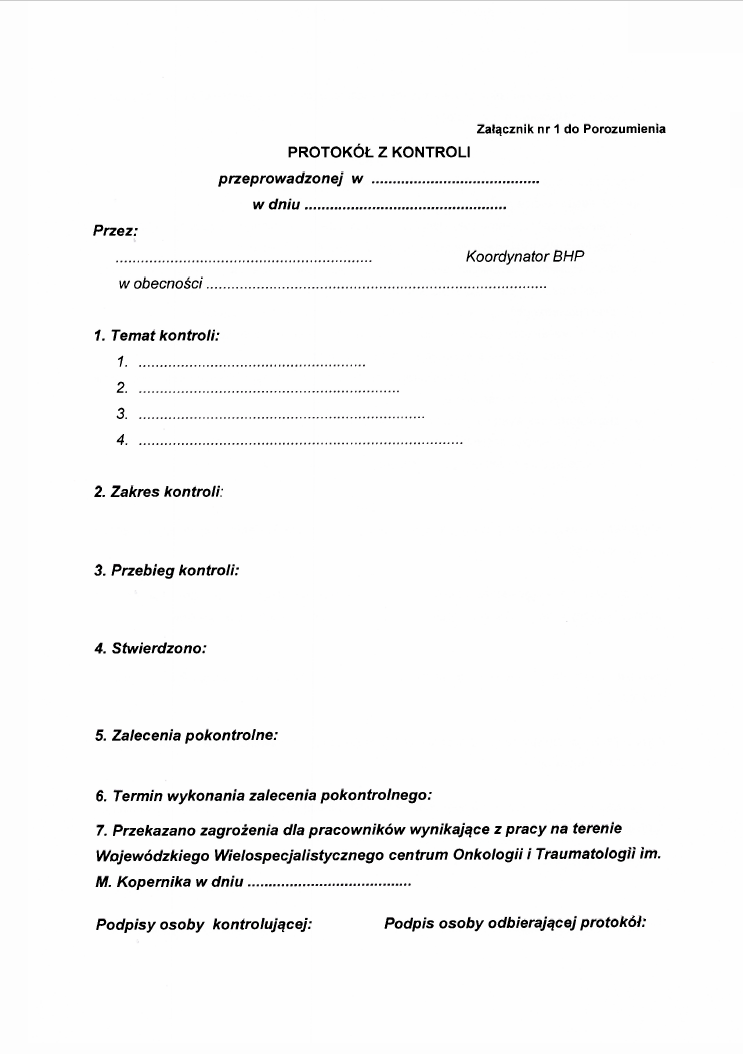 Załącznik nr 1 do Porozumienia
PROTOKÓŁ Z KONTROLI
przeprowadzonej w ........................................
w dniu ................................................
Przez:
............................................................. Koordynator BHP
w obecności .................................................................................
1. Temat kontroli:
1. ......................................................
2. ..............................................................
3. ....................................................................
4. .............................................................................
2. Zakres kontroli:
3. Przebieg kontroli:
4. Stwierdzono:
5. Zalecenia pokontrolne:
6. Termin wykonania zalecenia pokontrolnego:
7. Przekazano zagrożenia dla pracowników wynikające z pracy na terenie
Wojewódzkiego Wielospecjalistycznego centrum Onkologii i Traumatologii im.
M. Kopernika w dniu .......................................
Podpisy osoby kontrolującej: Podpis osoby odbierającej protokół: